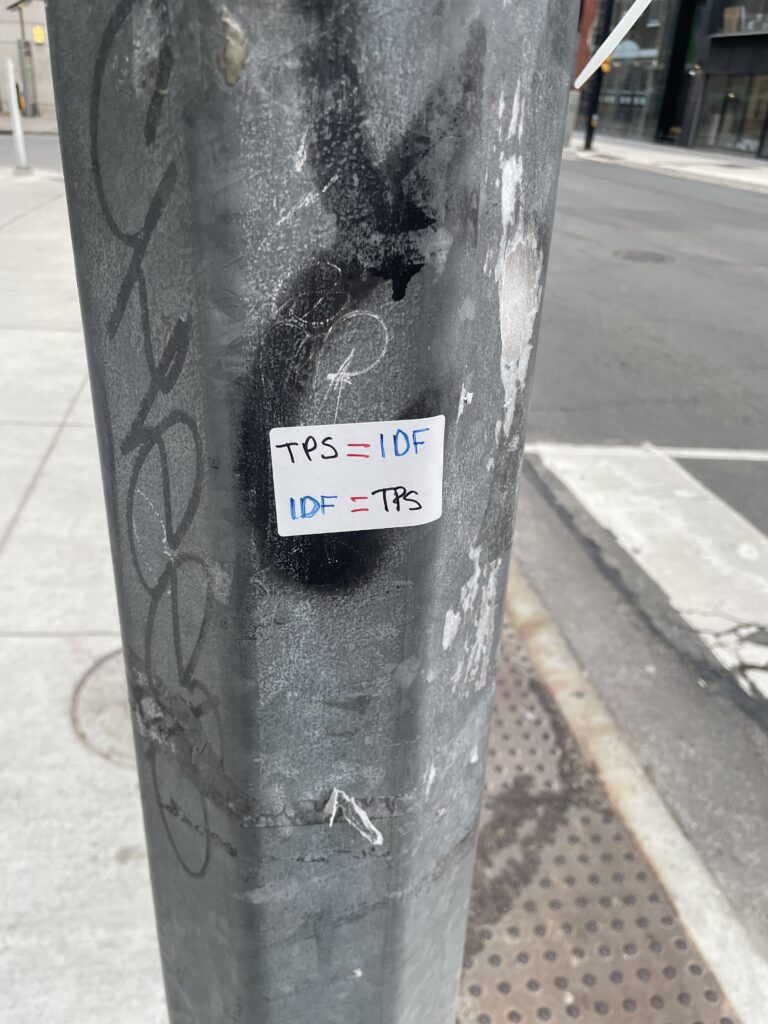 TPS = IDF
IDF = TPS